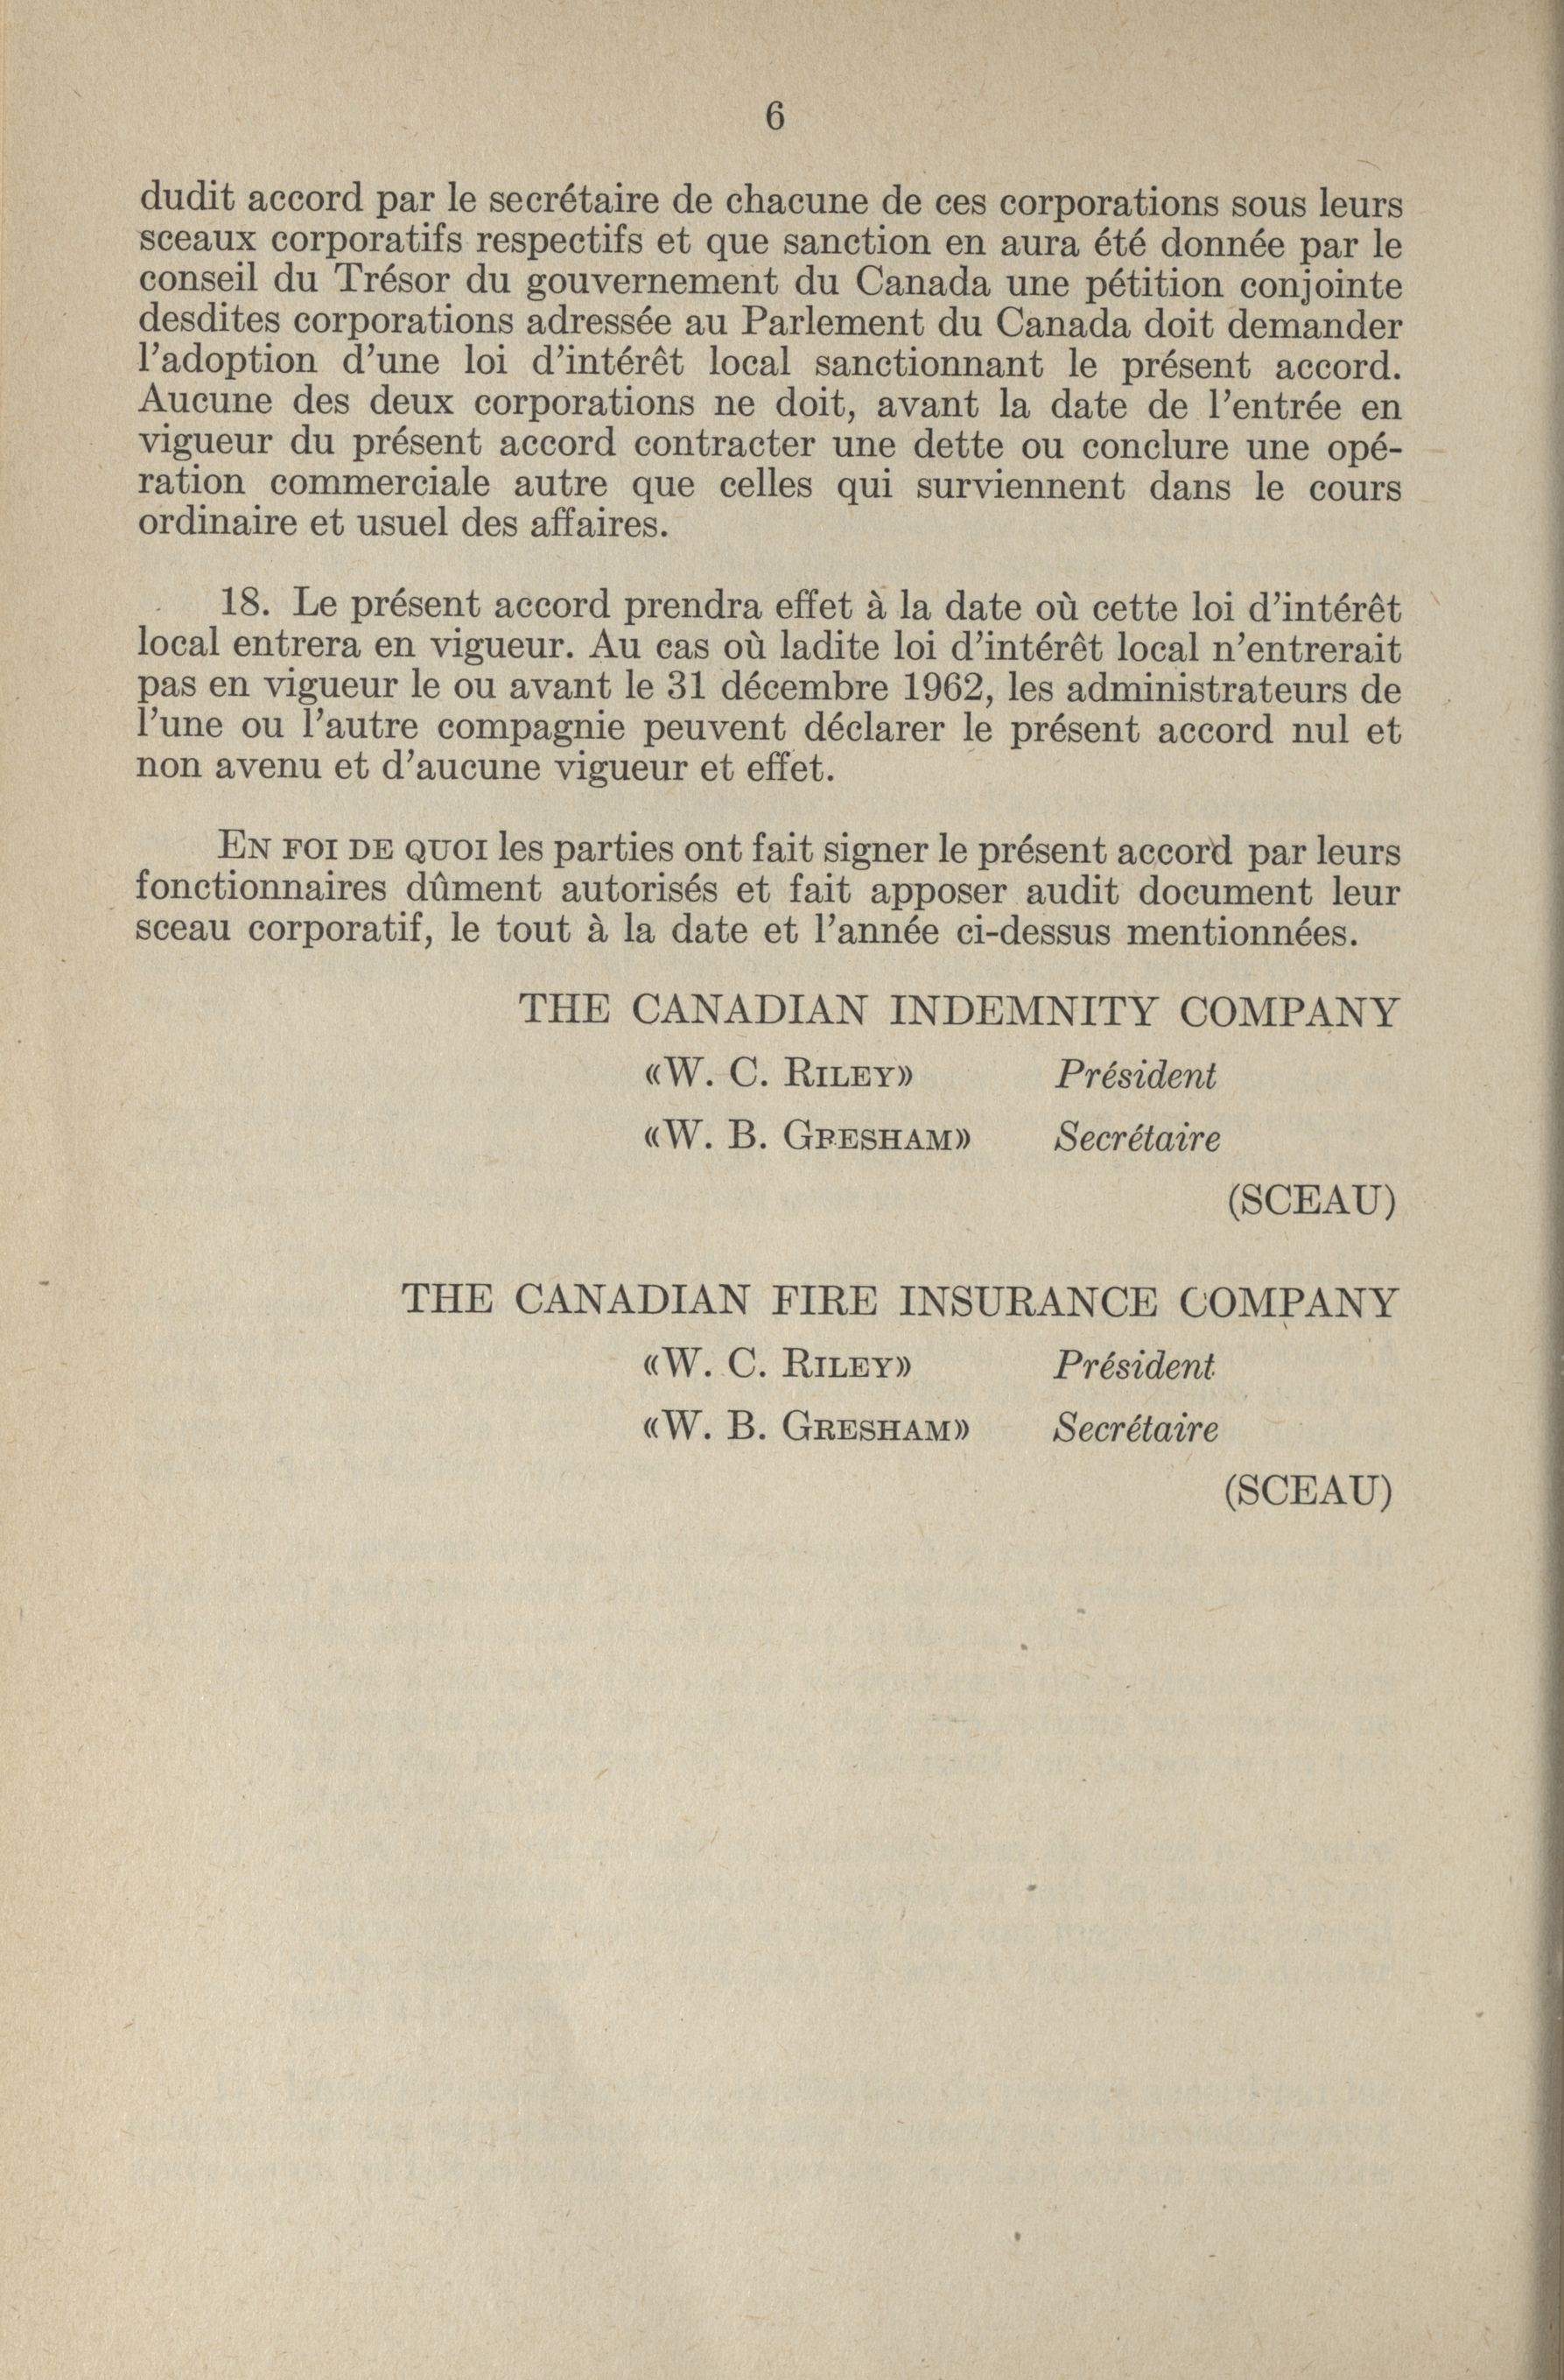 6
dudit accord par le secrétaire de chacune de ces corporations sous leurs
sceaux corporatifs respectifs et que sanction en aura été donnée par le
conseil du Trésor du gouvernement du Canada une pétition conjointe
desdites corporations adressée au Parlement du Canada doit demander
l'adoption d'une loi d'intérêt local sanctionnant le présent accord.
Aucune des deux corporations ne doit, avant la date de l'entrée en
vigueur du présent accord contracter une dette ou conclure une opé-
ration commerciale autre que celles qui surviennent dans le cours
ordinaire et usuel des affaires.
18. Le présent accord prendra effet à la date où cette loi d'intérêt
local entrera en vigueur. Au cas où ladite loi d'intérêt local n'entrerait
pas en vigueur le ou avant le 31 décembre 1962, les administrateurs de
l'une ou l'autre compagnie peuvent déclarer le présent accord nul et
non avenu et d'aucune vigueur et effet.
EN FOI DE QUOI les parties ont fait signer le présent accord par leurs
fonctionnaires dûment autorisés et fait apposer audit document leur
sceau corporatif, le tout à la date et l'année ci-dessus mentionnées.
THE CANADIAN INDEMNITY COMPANY
«W. C. RILEY» Président
«W. B. GRESHAM» Secrétaire
(SCEAU)
THE CANADIAN FIRE INSURANCE COMPANY
«W. C. RILEY» Président
«W. B. GRESHAM» Secrétaire
(SCEAU)